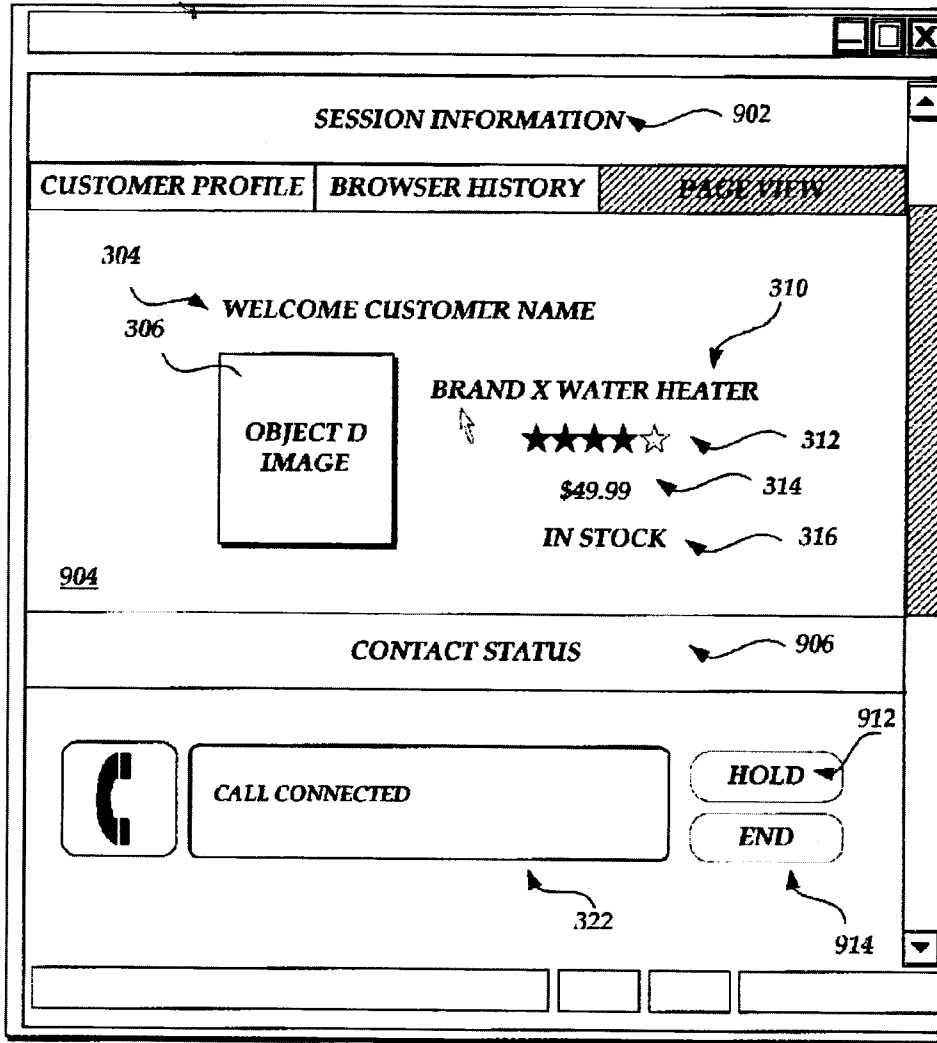 SESSION INFORMATION 902
CUSTOMER PROFILE BROWSER HISTORY PAGE VIEW
304
310
WELCOME CUSTOMER NAME
306
BRAND X WATER HEATER
OBJECT D
IMAGE
312
$49.99 314
IN STOCK 316
904
CONTACT STATUS 906
912
HOLD
CALL CONNECTED
END
322
914